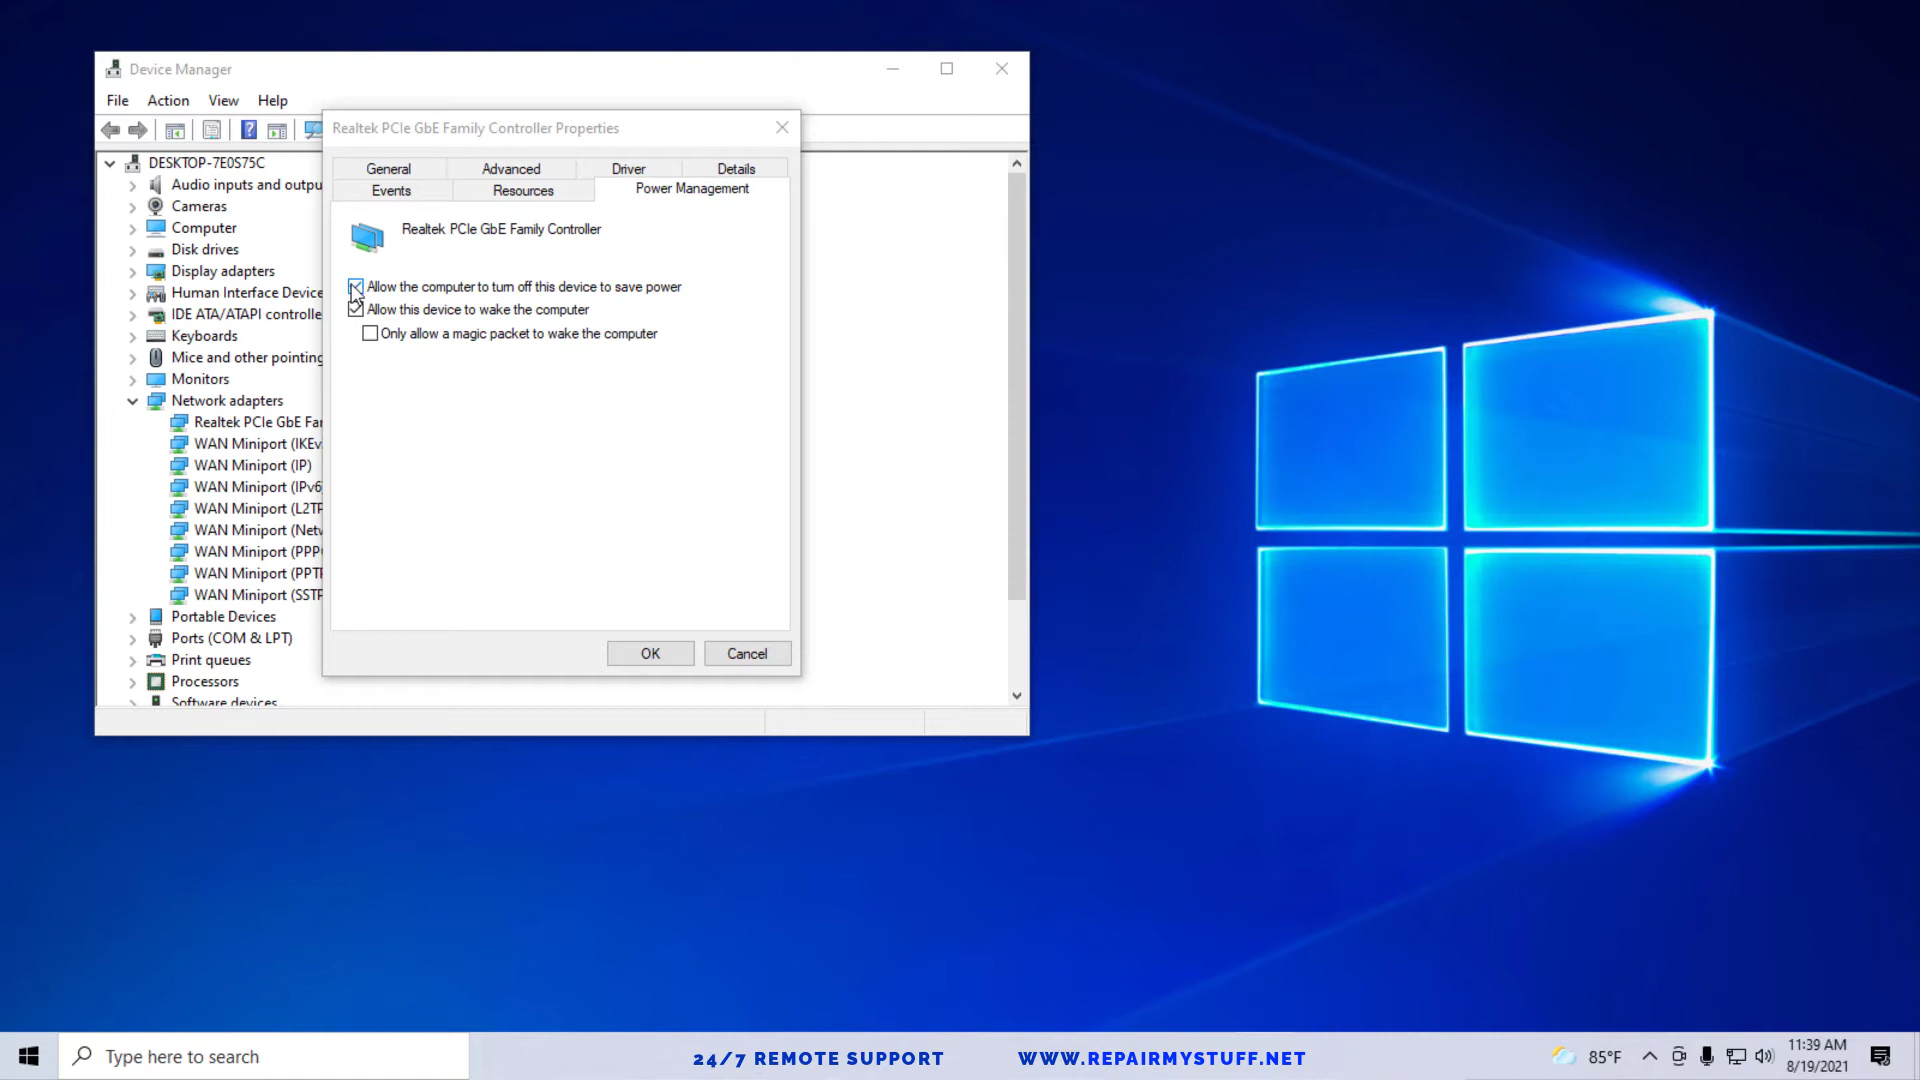 Device Manager
File Action View Help
Realtek PCIe GbE Family Controller Properties
General Advanced Driver Details
Events Resources Power Management
Realtek PCIe GbE Family Controller
Allow the computer to turn off this device to save power
Allow this device to wake the computer
Only allow a magic packet to wake the computer
OK Cancel
DESKTOP-7E0S75C
Audio inputs and outpu
Cameras
Computer
Disk drives
Display adapters
Human Interface Device
IDE ATA/ATAPI controlle
Keyboards
Mice and other pointing
Monitors
Network adapters
Realtek PCIe GbE Far
WAN Miniport (IKEv
WAN Miniport (IP)
WAN Miniport (IPv6
WAN Miniport (L2TP
WAN Miniport (Netw
WAN Miniport (PPPO
WAN Miniport (PPTP
WAN Miniport (SSTP
Portable Devices
Ports (COM & LPT)
Print queues
Processors
Software devices
Type here to search
24/7 REMOTE SUPPORT WWW.REPAIRMYSTUFF.NET
85°F
11:39 AM
8/19/2021